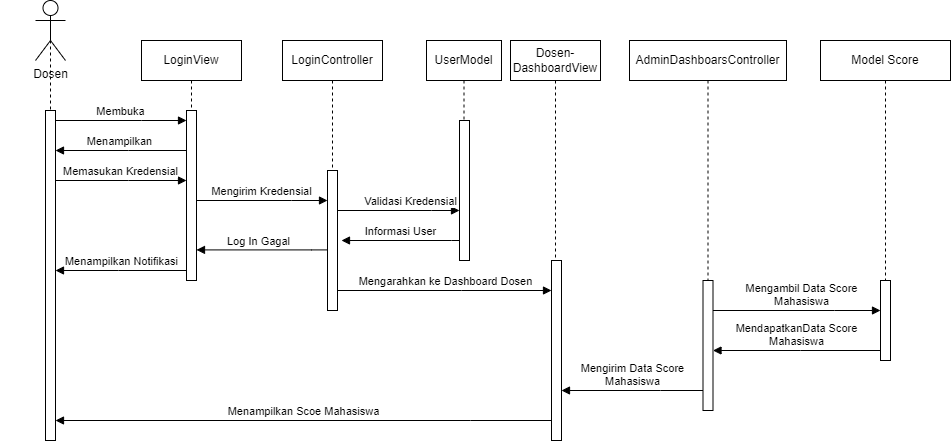 Dosen
LoginView
LoginController
UserModel
Dosen-
DashboardView
AdminDashboarsController
Model Score
Membuka
Menampilkan
Memasukan Kredensial
Mengirim Kredensial
Validasi Kredensial
Informasi User
Log In Gagal
Menampilkan Notifikasi
Mengarahkan ke Dashboard Dosen
Mengambil Data Score
Mahasiswa
MendapatkanData Score
Mahasiswa
Mengirim Data Score
Mahasiswa
Menampilkan Scoe Mahasiswa